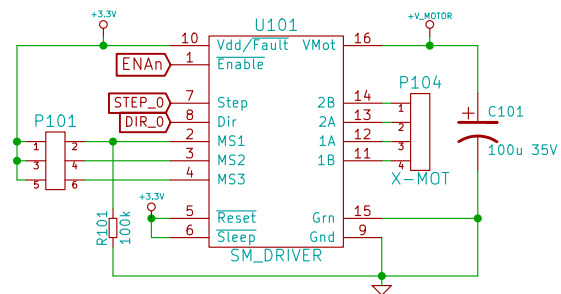 +3.3V
U101
+V_MOTOR
10 Vdd/Fault VMot 16
ENAn 1 Enable
P104
STEP_0 7 Step 2B 14 1
C101
DIR_0 8 Dir 2A 13 2
P101
1 2 2 MS1 1A 12 3
100u 35V
3 4 3 MS2 1B 11 4
5 6 4 MS3
X-MOT
+3.3V
R101
100k
5 Reset Grn 15
6 Sleep Gnd 9
SM_DRIVER